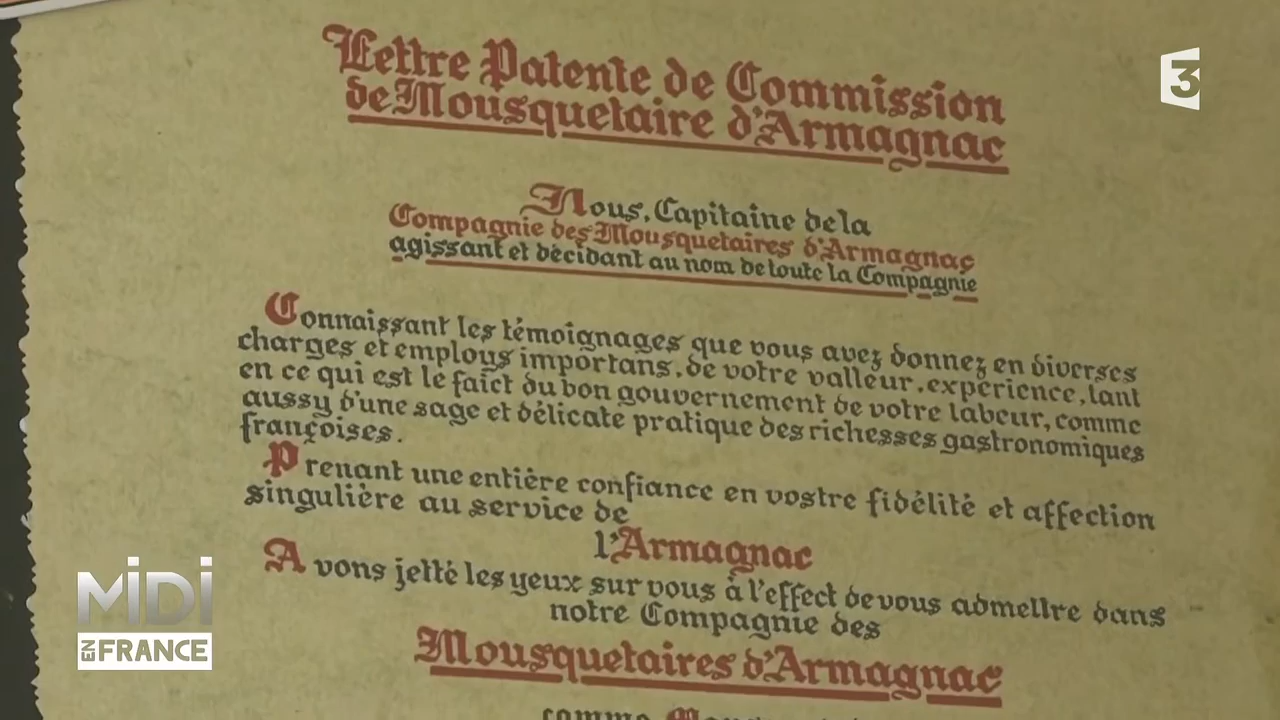 Lettre Patente de Commission
de Mousquetaire d'Armagnac
3
Nous, Capitaine de la
Compagnie des Mousquetaires d'Armagnac
agissant et décidant au nom de toute la Compagnie
Connaissant les témoignages que vous avez donnez en diverses
charges et employs importans, de votre valleur, expérience, tant
en ce qui est le faict du bon gouvernement de votre labeur, comme
aussy d'une sage et délicate pratique des richesses gastronomiques
françoises.
Prenant une entière confiance en vostre fidélité et affection
singulière au service de
l'Armagnac
Avons jetté les yeux sur vous à l'effect de vous admettre dans
notre Compagnie des
Mousquetaires d'Armagnac
comme
MiDi
EN FRANCE